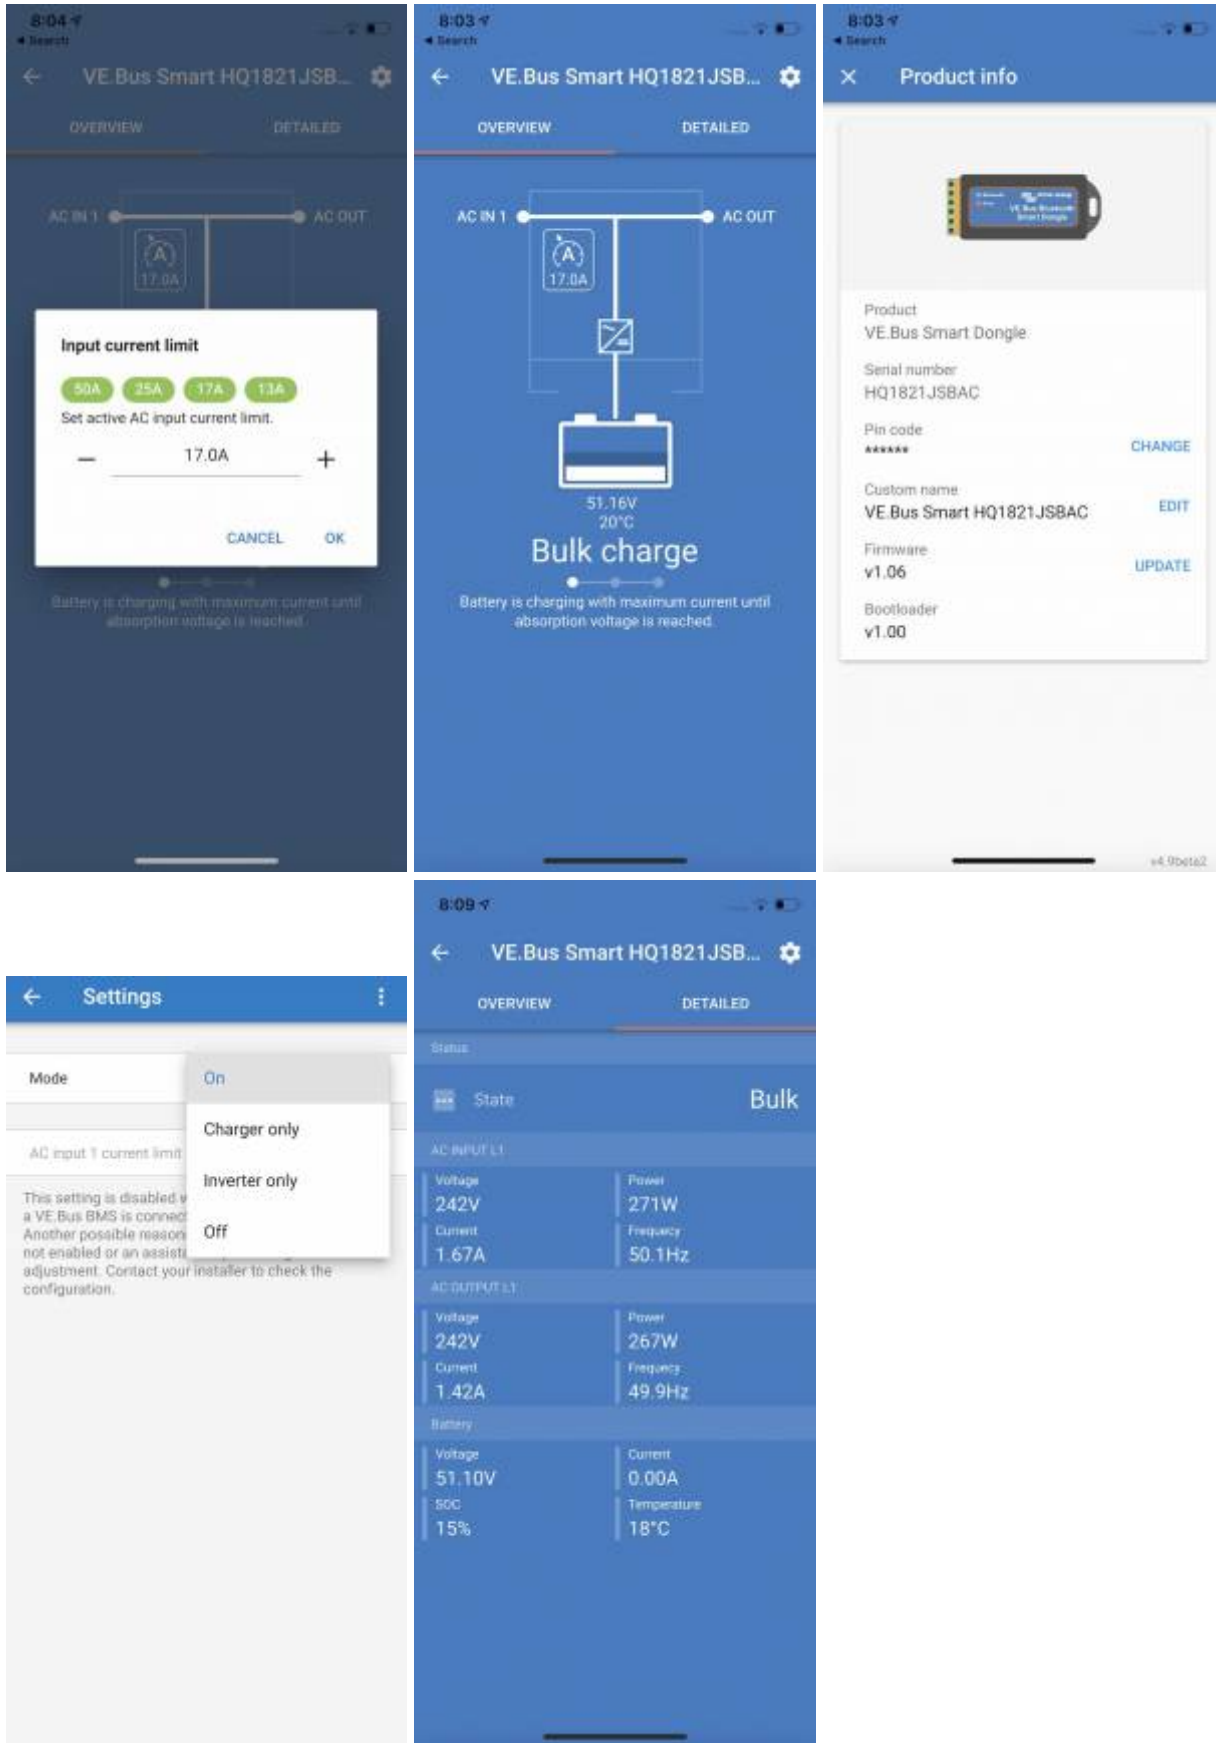 8:04
Search
VE.Bus Smart HQ1821JSB...
OVERVIEW
DETAILED
AC IN 1
AC OUT
A
17.0A
Input current limit
50A 25A 17A 13A
Set active AC input current limit.
− 17.0A +
CANCEL OK
Battery is charging with maximum current until
absorption voltage is reached.
8:03
Search
VE.Bus Smart HQ1821JSB...
OVERVIEW
DETAILED
AC IN 1
AC OUT
A
17.0A
51.16V
20°C
Bulk charge
Battery is charging with maximum current until
absorption voltage is reached.
8:03
Search
Product info
VE.Bus Bluetooth
Smart Dongle
Product
VE.Bus Smart Dongle
Serial number
HQ1821JSBAC
Pin code
******
CHANGE
Custom name
VE.Bus Smart HQ1821JSBAC
EDIT
Firmware
v1.06
UPDATE
Bootloader
v1.00
v4.9beta2
Settings
Mode
On
Charger only
Inverter only
Off
AC input 1 current limit
This setting is disabled
a VE.Bus BMS is
Another possible reason
not enabled or an
adjustment. Contact your installer to check the
configuration.
8:09
VE.Bus Smart HQ1821JSB...
OVERVIEW
DETAILED
Status
State
Bulk
AC INPUT L1
Voltage
242V
Power
271W
Current
1.67A
Frequecy
50.1Hz
AC OUTPUT L1
Voltage
242V
Power
267W
Current
1.42A
Frequecy
49.9Hz
Battery
Voltage
51.10V
Current
0.00A
SOC
15%
Temperature
18°C